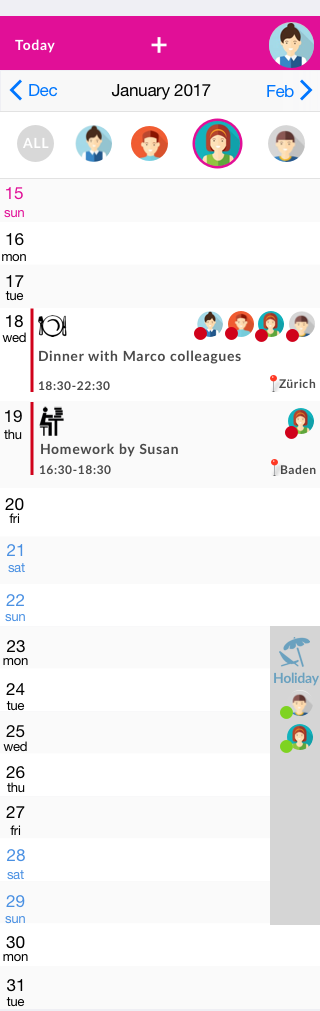 Today +
Dec January 2017 Feb
ALL
15
sun
16
mon
17
tue
18
wed
Dinner with Marco colleagues
18:30-22:30 Zürich
19
thu
Homework by Susan
16:30-18:30 Baden
20
fri
21
sat
22
sun
23
mon
Holiday
24
tue
25
wed
26
thu
27
fri
28
sat
29
sun
30
mon
31
tue